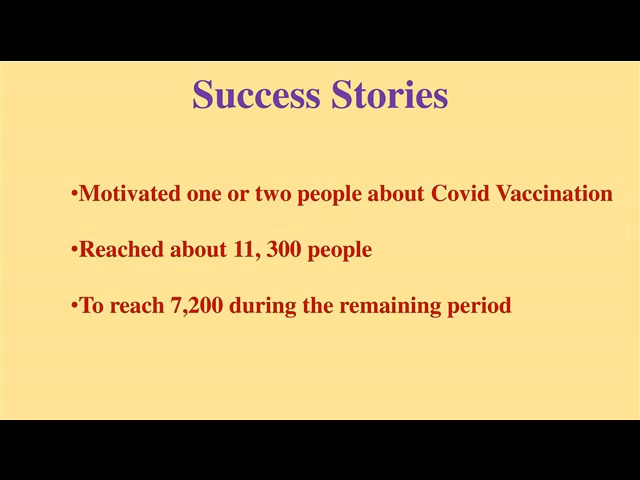 Success Stories
•Motivated one or two people about Covid Vaccination
•Reached about 11, 300 people
•To reach 7,200 during the remaining period